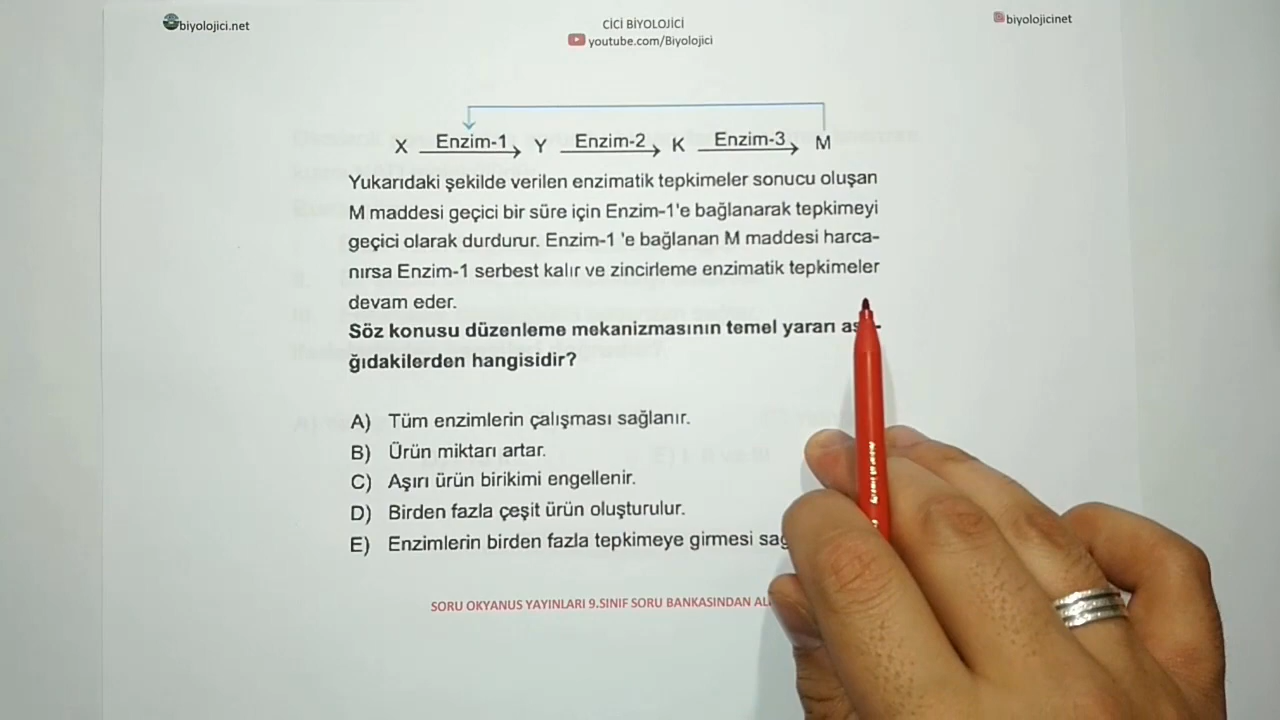 biyolojici.net
CİCİ BİYOLOJİCİ
youtube.com/Biyolojici
biyolojicinet
X Enzim-1 Y Enzim-2 K Enzim-3 M
Yukarıdaki şekilde verilen enzimatik tepkimeler sonucu oluşan
M maddesi geçici bir süre için Enzim-1'e bağlanarak tepkimeyi
geçici olarak durdurur. Enzim-1 'e bağlanan M maddesi harca-
nırsa Enzim-1 serbest kalır ve zincirleme enzimatik tepkimeler
devam eder.
Söz konusu düzenleme mekanizmasının temel yararı
ğıdakilerden hangisidir?
A) Tüm enzimlerin çalışması sağlanır.
B) Ürün miktarı artar.
C) Aşırı ürün birikimi engellenir.
D) Birden fazla çeşit ürün oluşturulur.
E) Enzimlerin birden fazla tepkimeye girmesi
SORU OKYANUS YAYINLARI 9.SINIF SORU BANKASINDAN